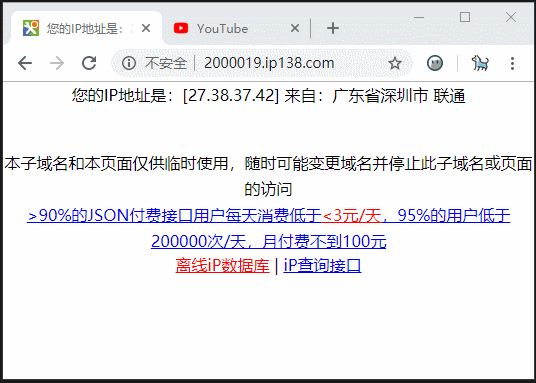 您的IP地址是：
YouTube
不安全 | 2000019.ip138.com
您的IP地址是：[27.38.37.42] 来自：广东省深圳市 联通
本子域名和本页面仅供临时使用，随时可能变更域名并停止此子域名或页面
的访问
>90%的JSON付费接口用户每天消费低于<3元/天，95%的用户低于
200000次/天，月付费不到100元
离线iP数据库 | iP查询接口